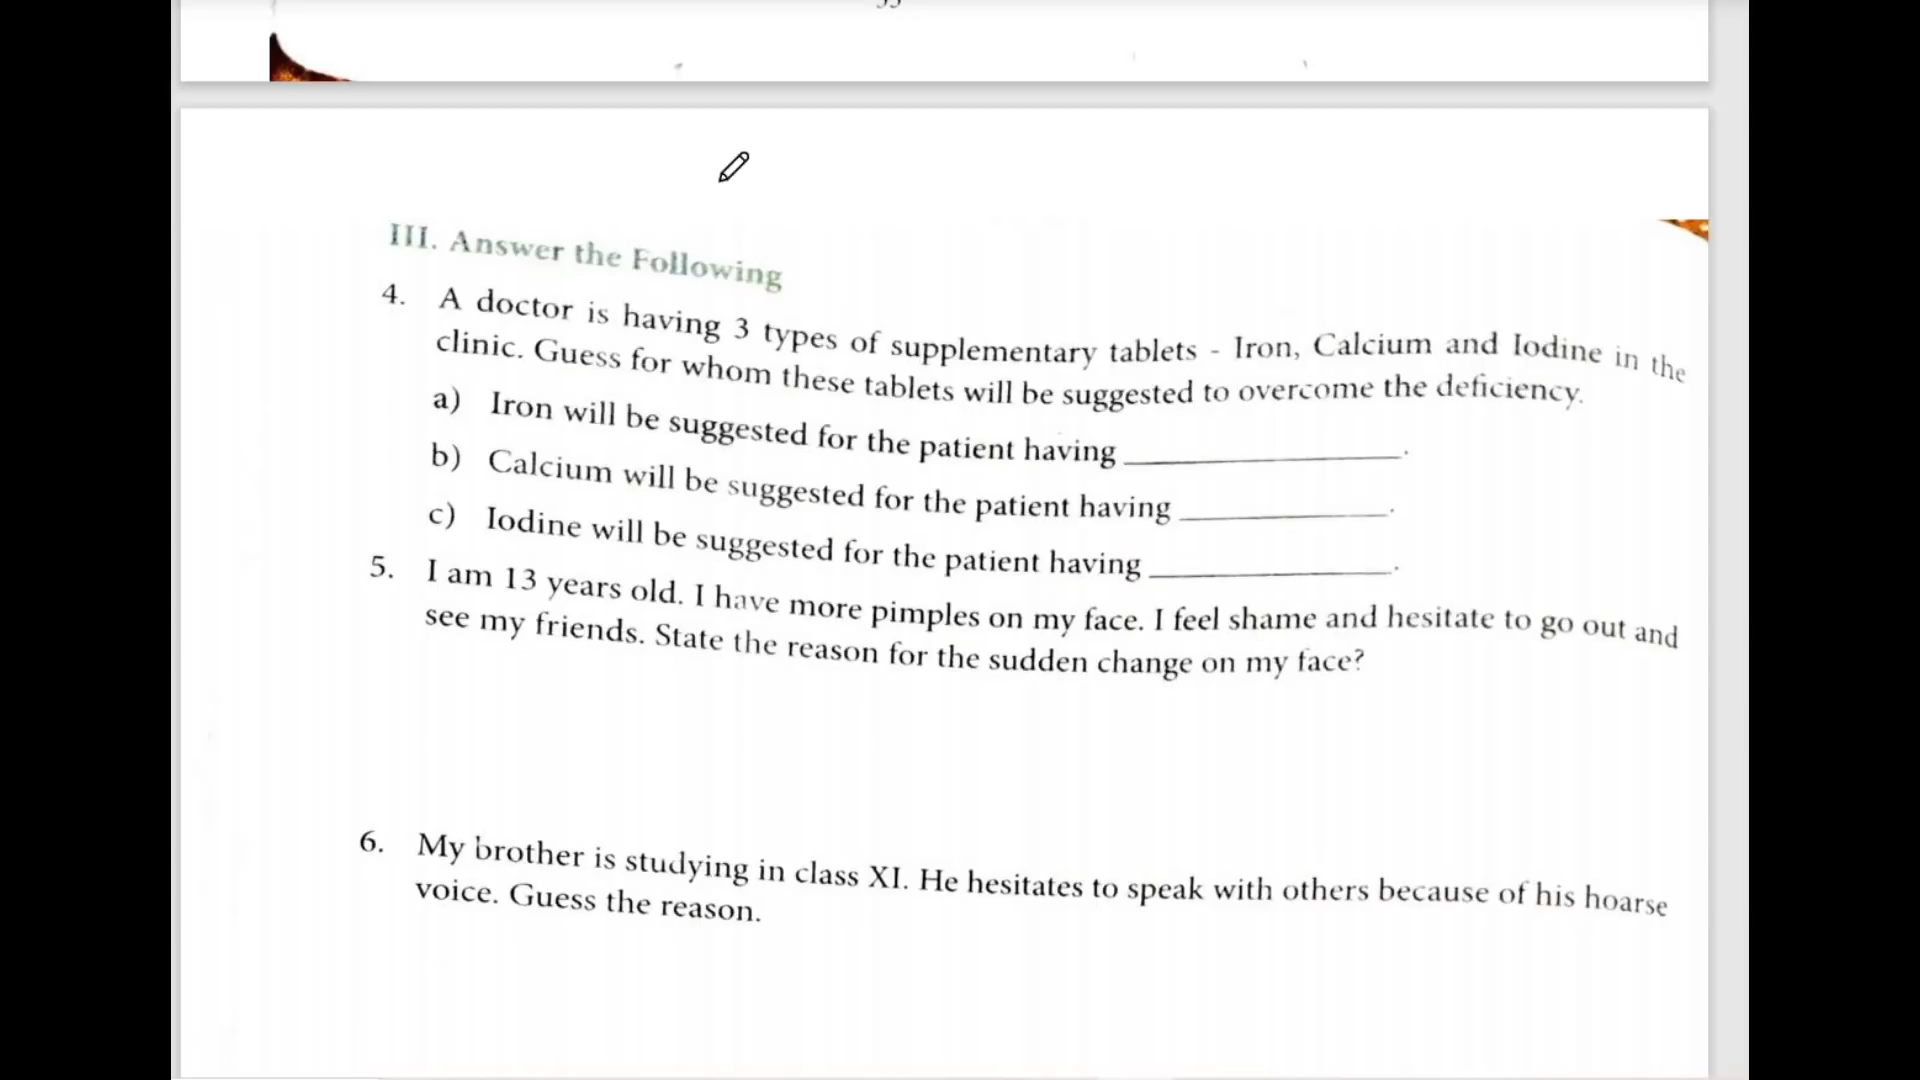 III. Answer the Following
4. A doctor is having 3 types of supplementary tablets - Iron, Calcium and Iodine in the
clinic. Guess for whom these tablets will be suggested to overcome the deficiency.
a) Iron will be suggested for the patient having ____________.
b) Calcium will be suggested for the patient having ____________.
c) Iodine will be suggested for the patient having ____________.
5. I am 13 years old. I have more pimples on my face. I feel shame and hesitate to go out and
see my friends. State the reason for the sudden change on my face?
6. My brother is studying in class XI. He hesitates to speak with others because of his hoarse
voice. Guess the reason.